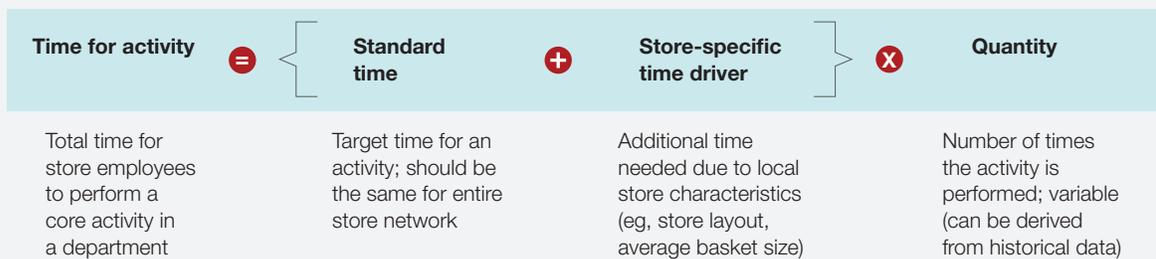 Time for activity
=
Standard
time
+
Store-specific
time driver
X
Quantity
Total time for
store employees
to perform a
core activity in
a department
Target time for an
activity; should be
the same for entire
store network
Additional time
needed due to local
store characteristics
(eg, store layout,
average basket size)
Number of times
the activity is
performed; variable
(can be derived
from historical data)